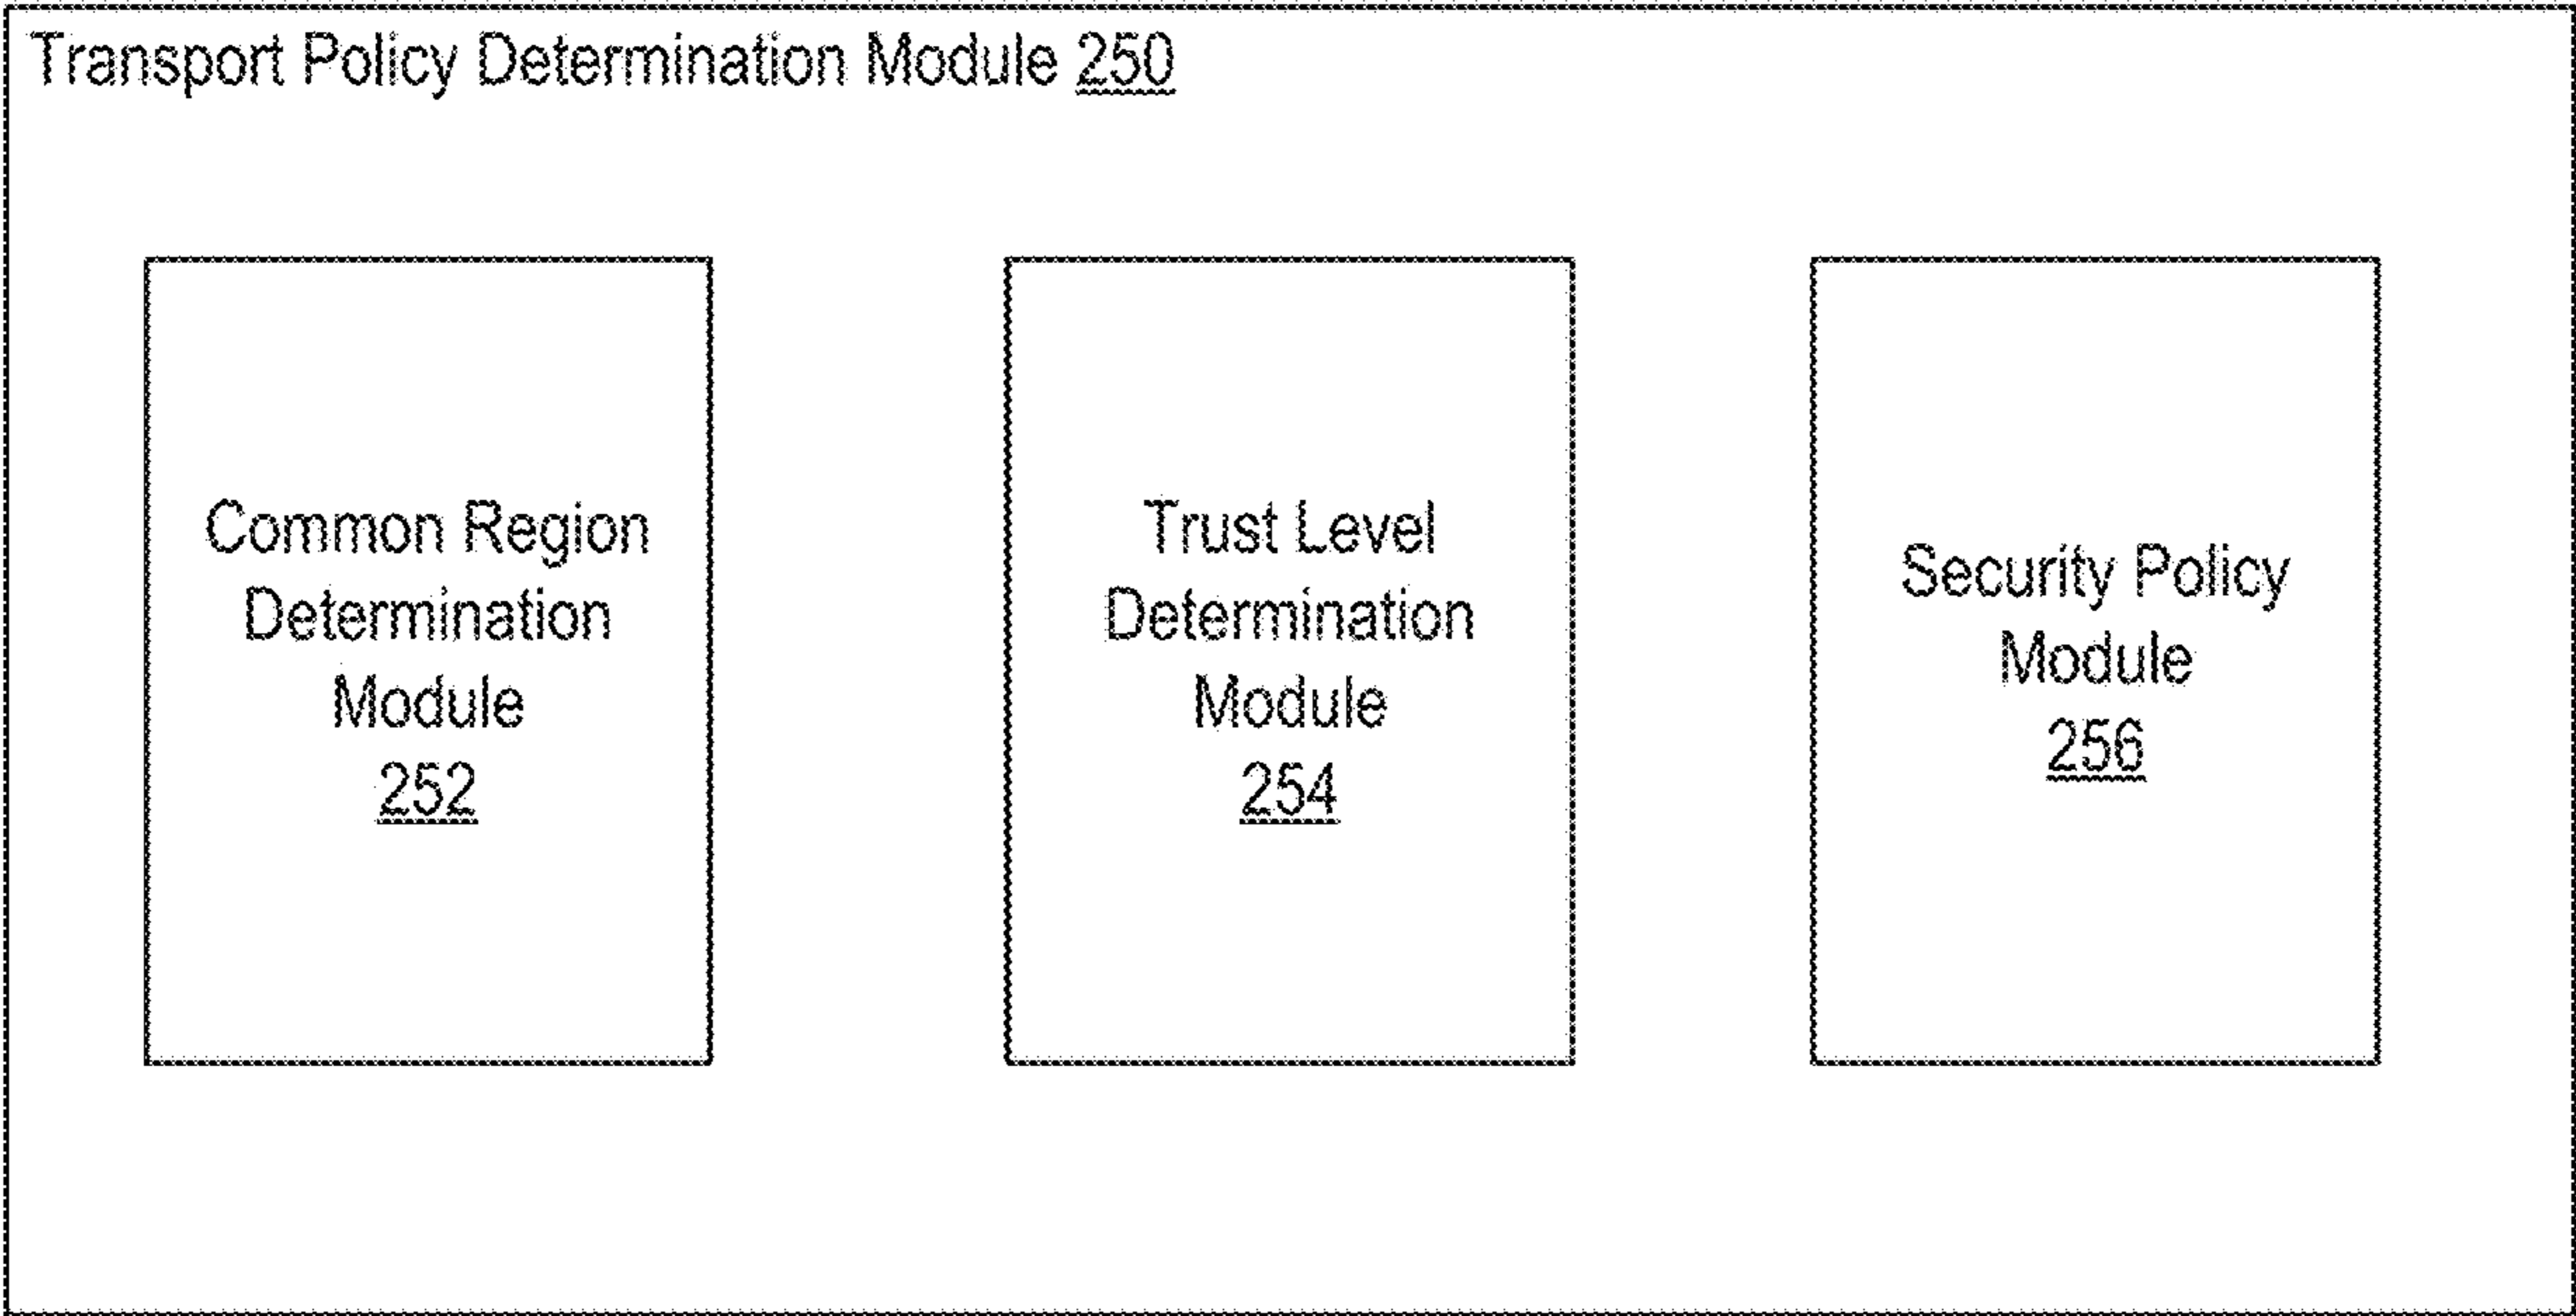 Transport Policy Determination Module 250
Common Region
Determination
Module
252
Trust Level
Determination
Module
254
Security Policy
Module
256